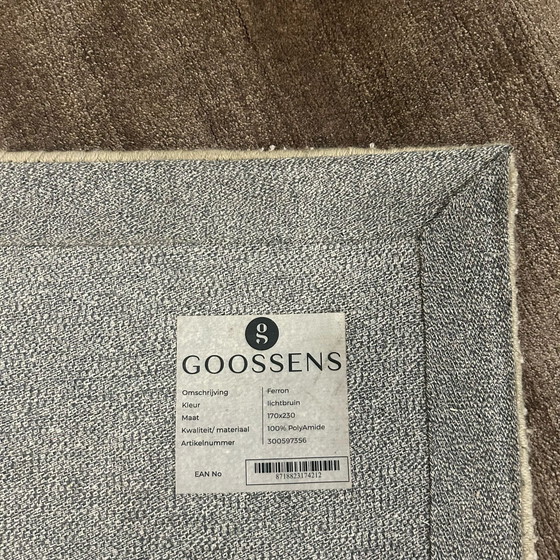 g
GOOSSENS
Omschrijving Ferron
Kleur lichtbruin
Maat 170x230
Kwaliteit/ materiaal 100% PolyAmide
Artikelnummer 300597356
EAN No
8718823174212